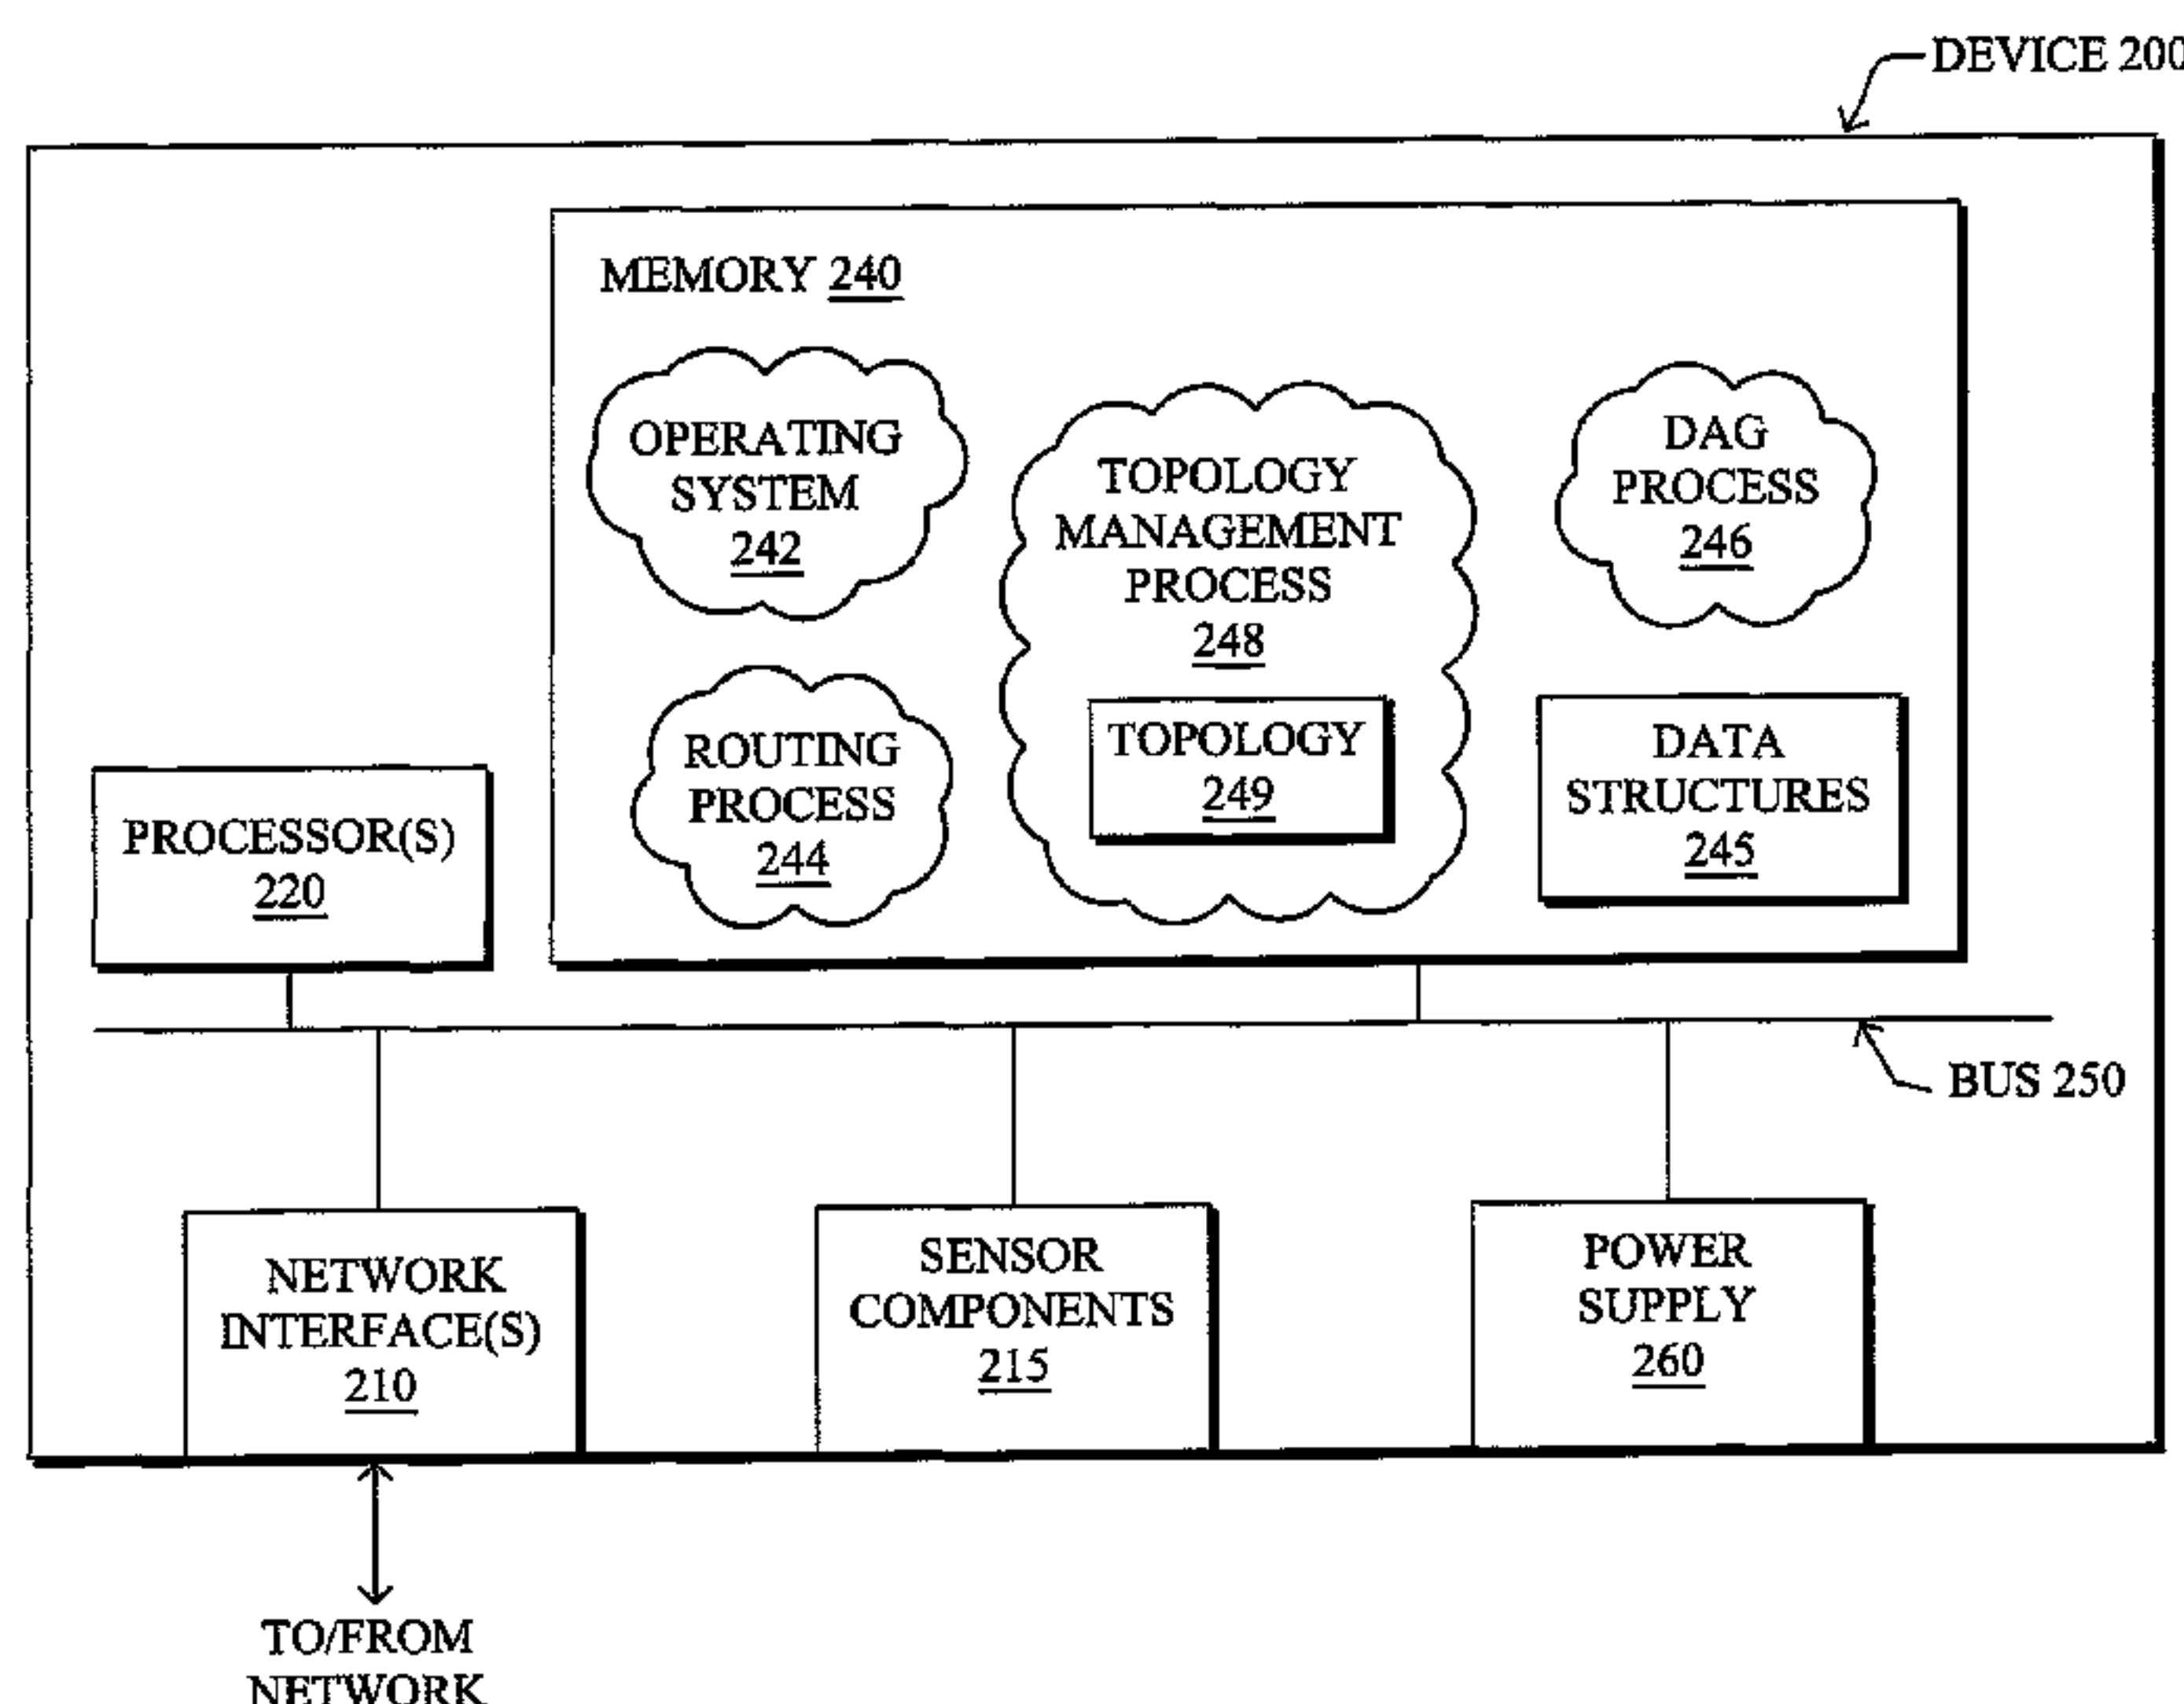 DEVICE 200
MEMORY 240
OPERATING
SYSTEM
242
TOPOLOGY
MANAGEMENT
PROCESS
248
DAG
PROCESS
246
ROUTING
PROCESS
244
TOPOLOGY
249
DATA
STRUCTURES
245
PROCESSOR(S)
220
BUS 250
NETWORK
INTERFACE(S)
210
SENSOR
COMPONENTS
215
POWER
SUPPLY
260
TO/FROM
NETWORK